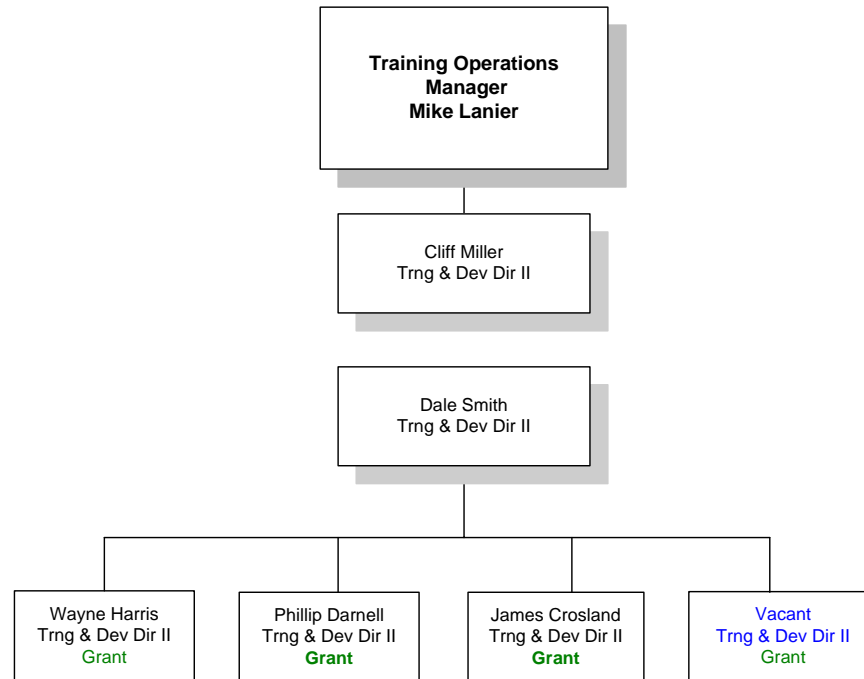 Training Operations
Manager
Mike Lanier
Cliff Miller
Trng & Dev Dir II
Dale Smith
Trng & Dev Dir II
Wayne Harris
Trng & Dev Dir II
Grant
Phillip Darnell
Trng & Dev Dir II
Grant
James Crosland
Trng & Dev Dir II
Grant
Vacant
Trng & Dev Dir II
Grant